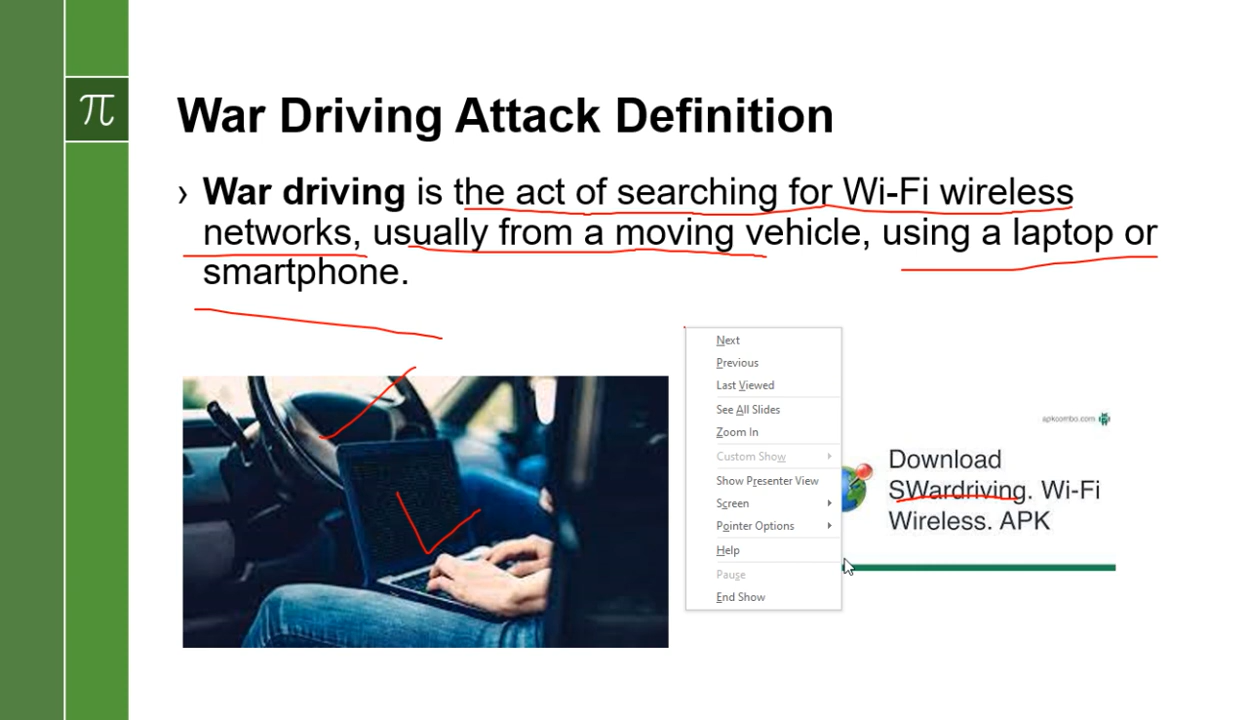 π
War Driving Attack Definition
› War driving is the act of searching for Wi-Fi wireless
networks, usually from a moving vehicle, using a laptop or
smartphone.
Next
Previous
Last Viewed
See All Slides
Zoom In
Custom Show
Show Presenter View
Screen
Pointer Options
Help
Pause
End Show
apkcombo.com
Download
SWardriving. Wi-Fi
Wireless. APK